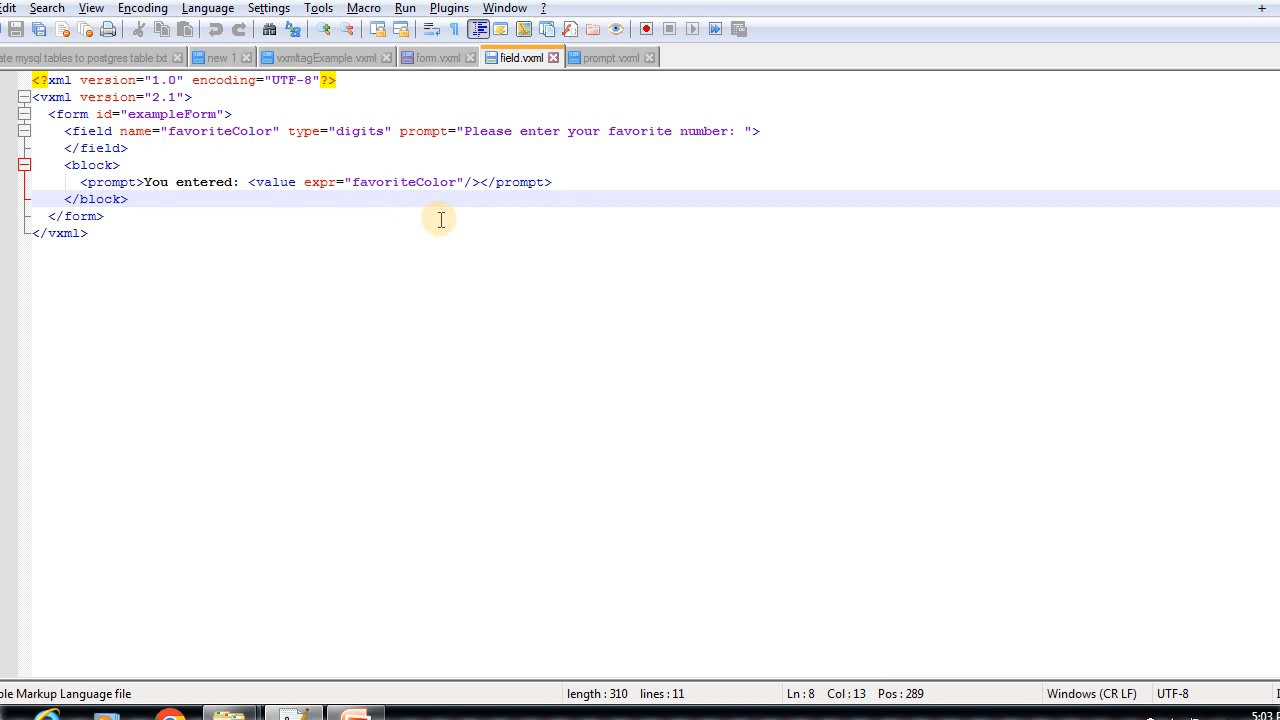 Edit Search View Encoding Language Settings Tools Macro Run Plugins Window ? +
ate mysql tables to postgres table.txt new 1 vxmltagExample.vxml form.vxml field.vxml prompt.vxml
<?xml version="1.0" encoding="UTF-8"?>
<vxml version="2.1">
<form id="exampleForm">
<field name="favoriteColor" type="digits" prompt="Please enter your favorite number: ">
</field>
<block>
<prompt>You entered: <value expr="favoriteColor"/></prompt>
</block>
</form>
</vxml>
ble Markup Language file length : 310 lines : 11 Ln : 8 Col : 13 Pos : 289 Windows (CR LF) UTF-8
5:03